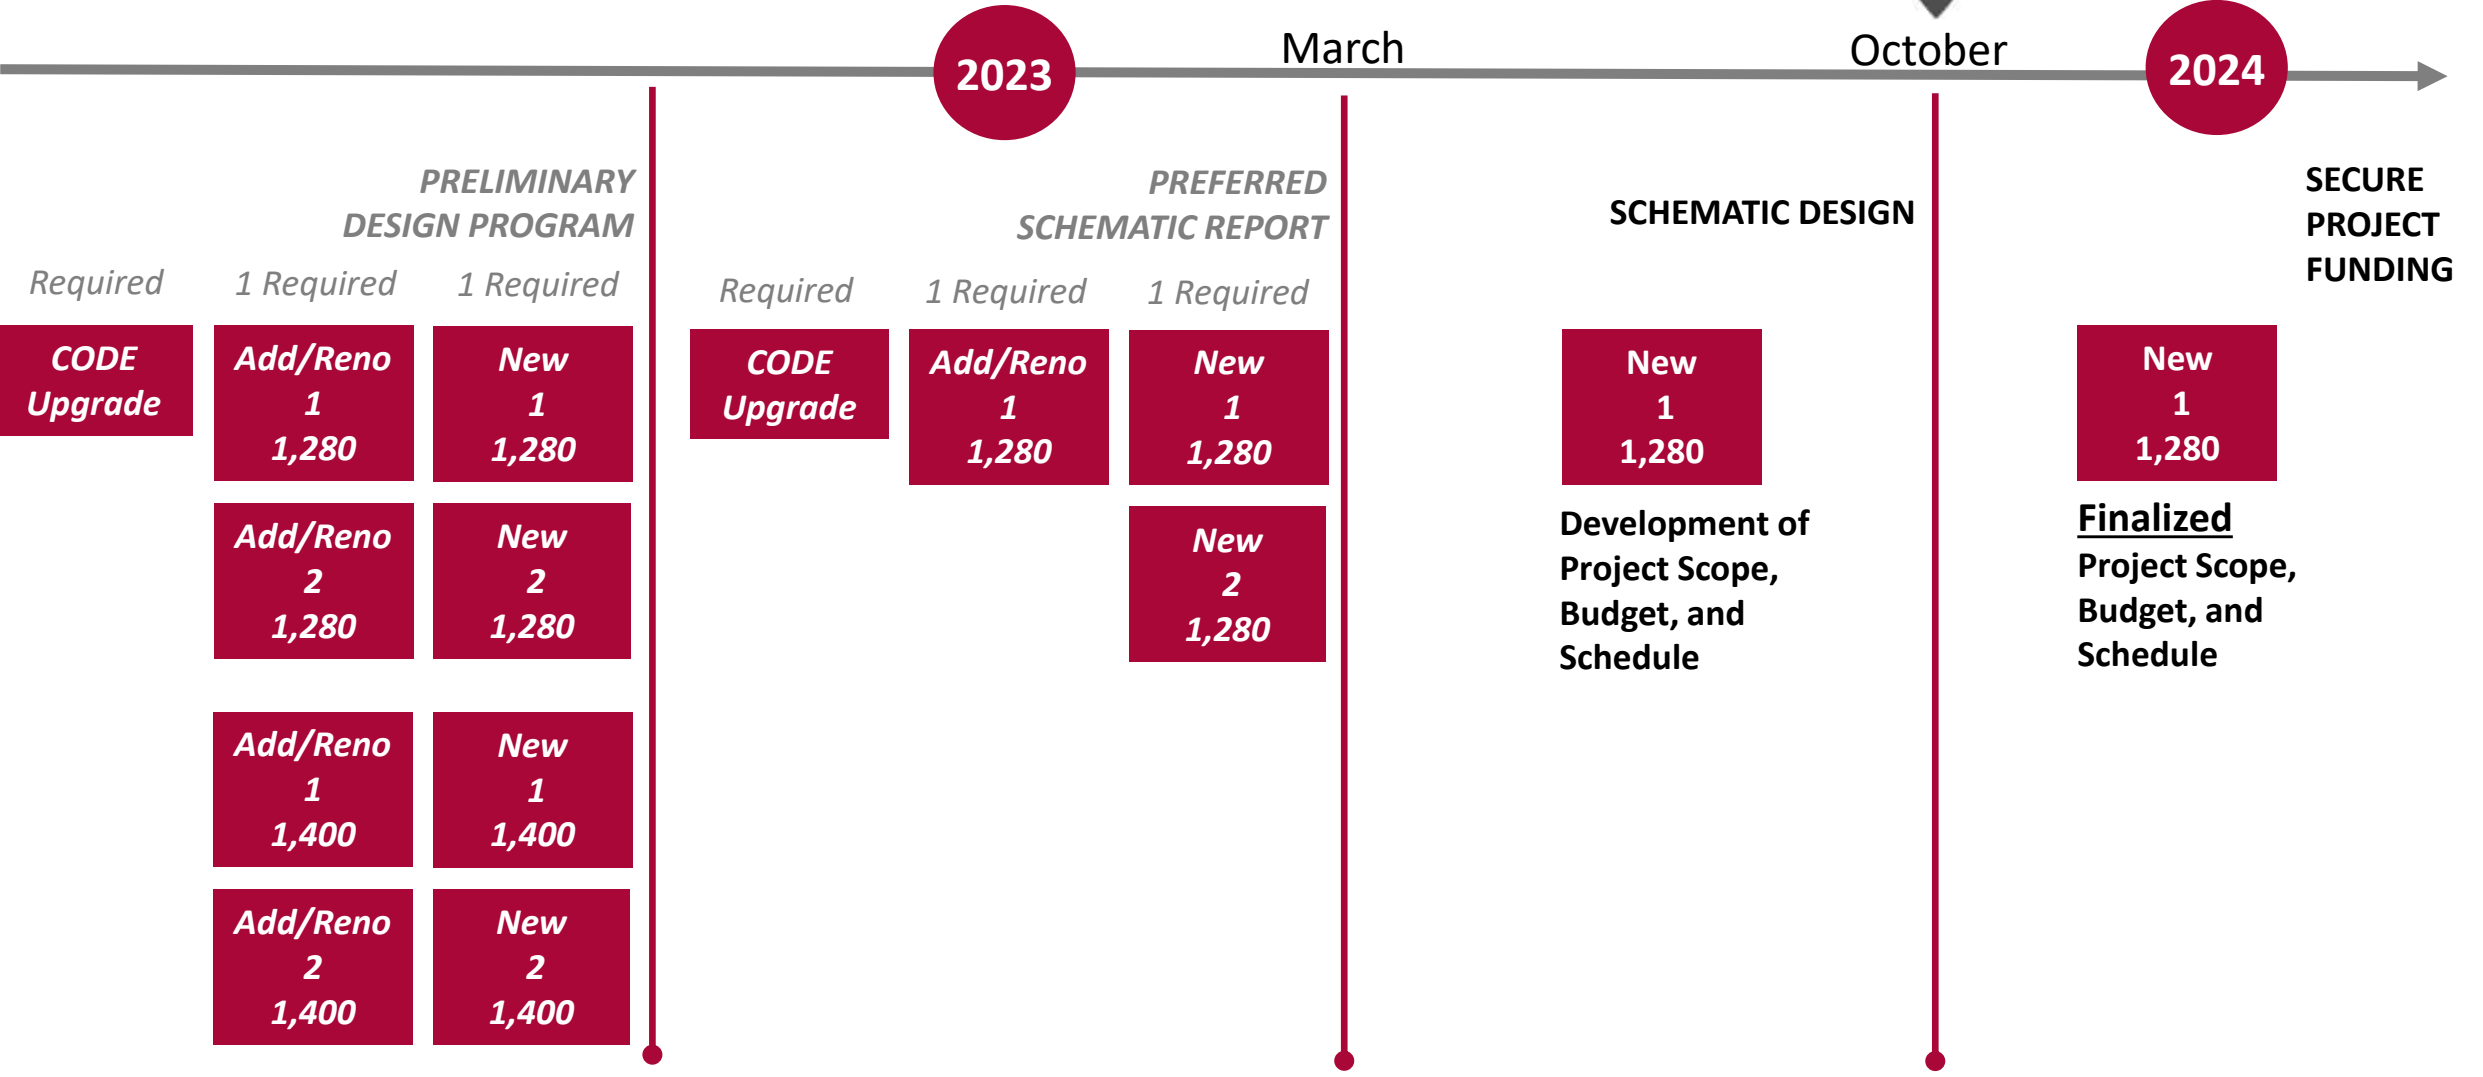 2023
March
October
2024
PRELIMINARY
DESIGN PROGRAM
Required
1 Required
1 Required
CODE
Upgrade
Add/Reno
1
1,280
New
1
1,280
Add/Reno
2
1,280
New
2
1,280
Add/Reno
1
1,400
New
1
1,400
Add/Reno
2
1,400
New
2
1,400
PREFERRED
SCHEMATIC REPORT
Required
1 Required
1 Required
CODE
Upgrade
Add/Reno
1
1,280
New
1
1,280
New
2
1,280
SCHEMATIC DESIGN
New
1
1,280
Development of
Project Scope,
Budget, and
Schedule
SECURE
PROJECT
FUNDING
New
1
1,280
Finalized
Project Scope,
Budget, and
Schedule